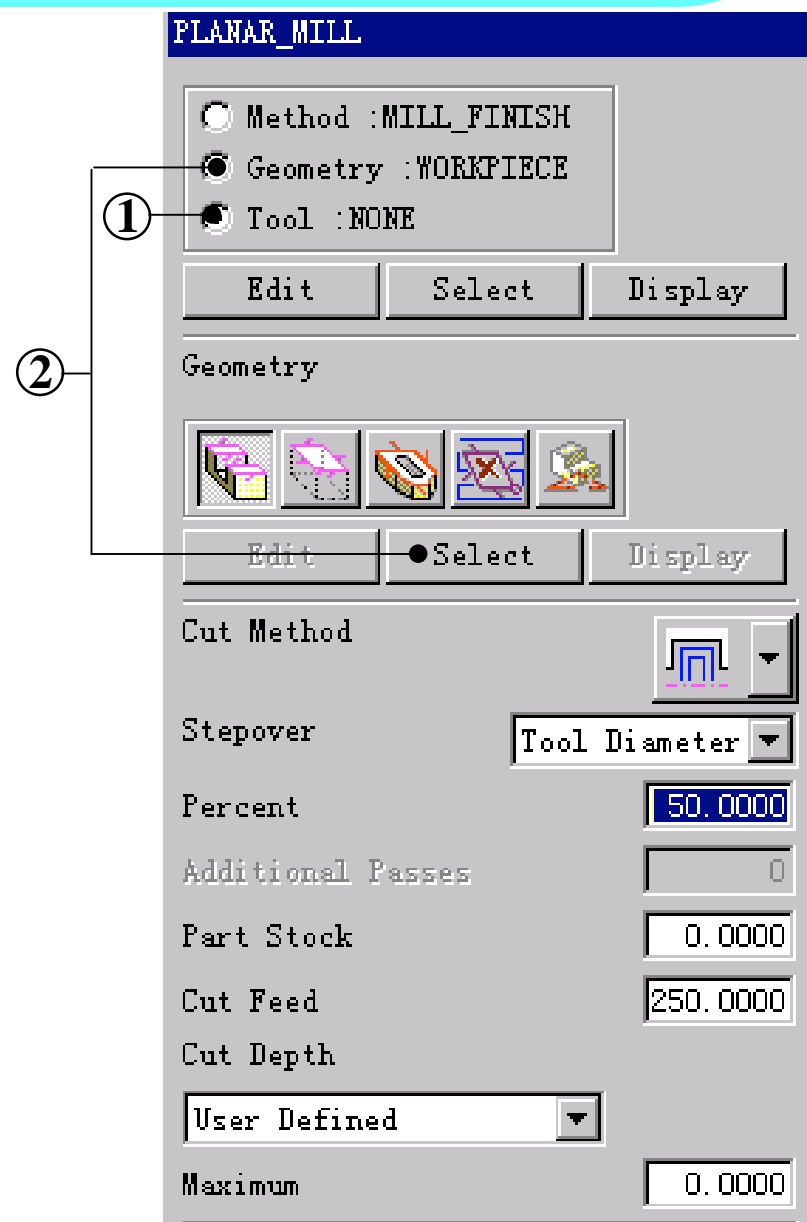 PLANAR_MILL
Method :MILL_FINISH
Geometry :WORKPIECE
① Tool :NONE
Edit Select Display
②
Geometry
Edit Select Display
Cut Method
Stepover Tool Diameter
Percent 50.0000
Additional Passes 0
Part Stock 0.0000
Cut Feed 250.0000
Cut Depth
User Defined
Maximum 0.0000